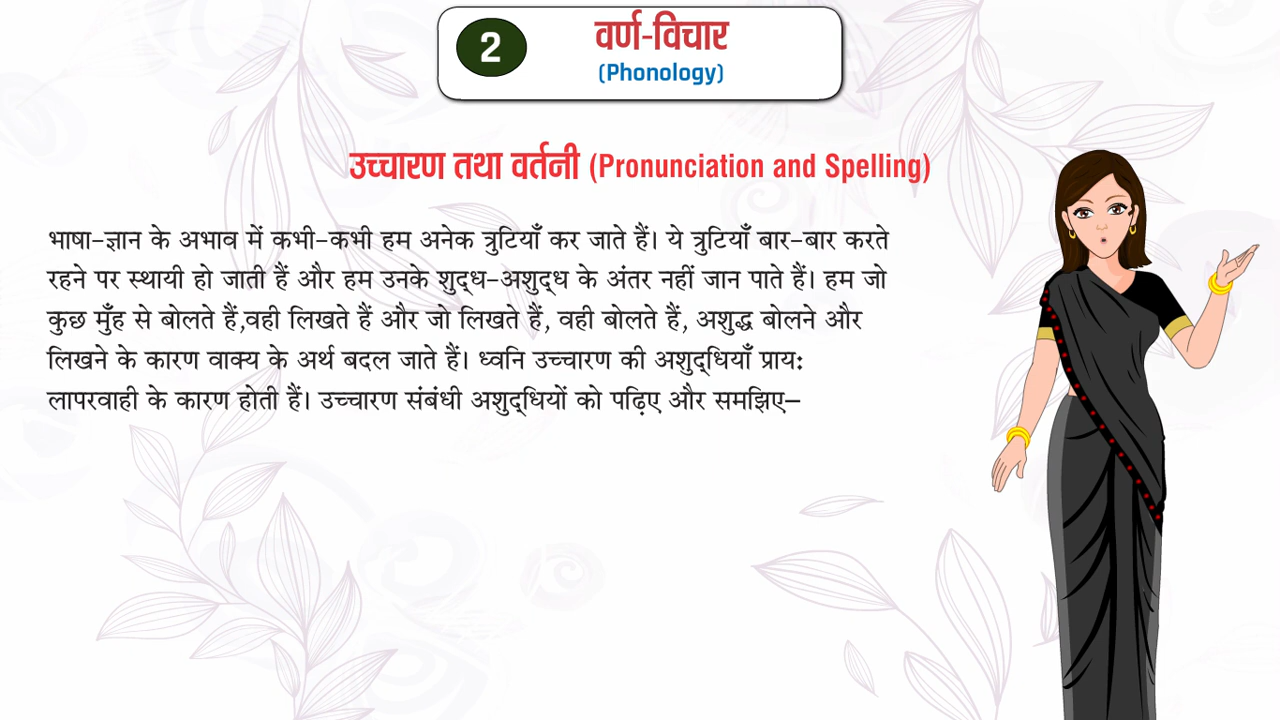 2
वर्ण-विचार
(Phonology)
उच्चारण तथा वर्तनी (Pronunciation and Spelling)
भाषा-ज्ञान के अभाव में कभी-कभी हम अनेक त्रुटियाँ कर जाते हैं। ये त्रुटियाँ बार-बार करते
रहने पर स्थायी हो जाती हैं और हम उनके शुद्ध-अशुद्ध के अंतर नहीं जान पाते हैं। हम जो
कुछ मुँह से बोलते हैं,वही लिखते हैं और जो लिखते हैं, वही बोलते हैं, अशुद्ध बोलने और
लिखने के कारण वाक्य के अर्थ बदल जाते हैं। ध्वनि उच्चारण की अशुद्धियाँ प्रायः
लापरवाही के कारण होती हैं। उच्चारण संबंधी अशुद्धियों को पढ़िए और समझिए–